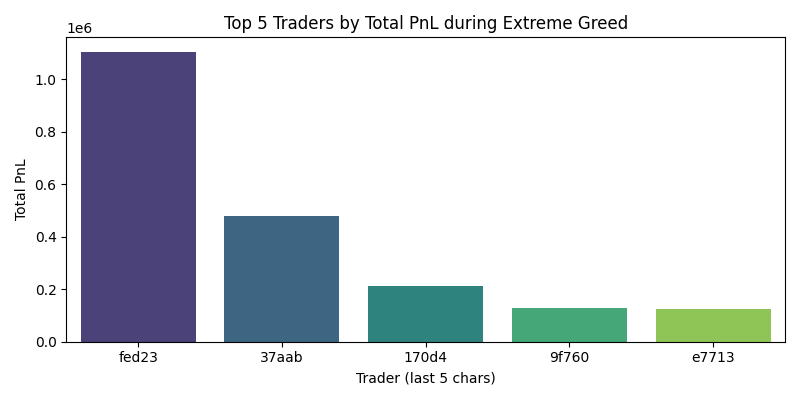 Top 5 Traders by Total PnL during Extreme Greed
1e6
1.0
0.8
0.6
0.4
0.2
0.0
Total PnL
fed23 37aab 170d4 9f760 e7713
Trader (last 5 chars)